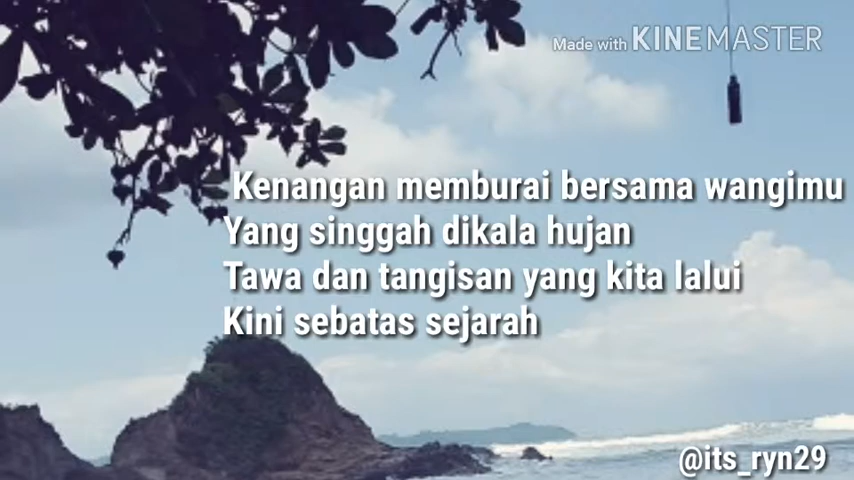 Made with KINEMASTER
Kenangan memburai bersama wangimu
Yang singgah dikala hujan
Tawa dan tangisan yang kita lalui
Kini sebatas sejarah
@its_ryn29